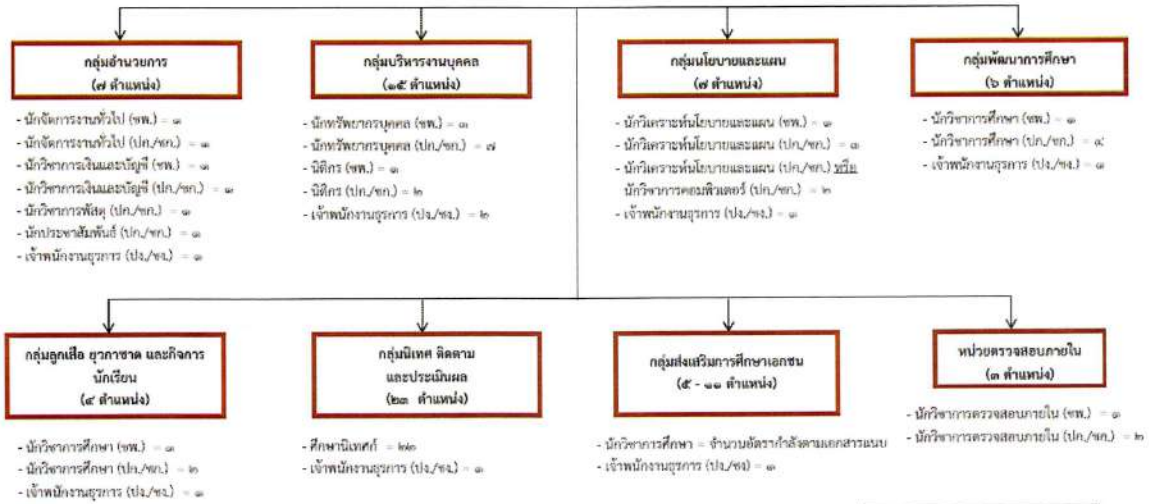 กลุ่มอำนวยการ
(๗ ตำแหน่ง)
- นักจัดการงานทั่วไป (ชพ.) = ๑
- นักจัดการงานทั่วไป (ปก./ชก.) = ๑
- นักวิชาการเงินและบัญชี (ชพ.) = ๑
- นักวิชาการเงินและบัญชี (ปก./ชก.) = ๑
- นักวิชาการพัสดุ (ปก./ชก.) = ๑
- นักประชาสัมพันธ์ (ปก./ชก.) = ๑
- เจ้าพนักงานธุรการ (ปง./ชง.) = ๑
กลุ่มบริหารงานบุคคล
(๑๕ ตำแหน่ง)
- นักทรัพยากรบุคคล (ชพ.) = ๓
- นักทรัพยากรบุคคล (ปก./ชก.) = ๗
- นิติกร (ชพ.) = ๑
- นิติกร (ปก./ชก.) = ๒
- เจ้าพนักงานธุรการ (ปง./ชง.) = ๒
กลุ่มนโยบายและแผน
(๗ ตำแหน่ง)
- นักวิเคราะห์นโยบายและแผน (ชพ.) = ๑
- นักวิเคราะห์นโยบายและแผน (ปก./ชก.) = ๓
- นักวิเคราะห์นโยบายและแผน (ปก./ชก.) หรือ
นักวิชาการคอมพิวเตอร์ (ปก./ชก.) = ๒
- เจ้าพนักงานธุรการ (ปง./ชง.) = ๑
กลุ่มพัฒนาการศึกษา
(๖ ตำแหน่ง)
- นักวิชาการศึกษา (ชพ.) = ๑
- นักวิชาการศึกษา (ปก./ชก.) = ๔
- เจ้าพนักงานธุรการ (ปง./ชง.) = ๑
กลุ่มลูกเสือ ยุวกาชาด และกิจการ
นักเรียน
(๔ ตำแหน่ง)
- นักวิชาการศึกษา (ชพ.) = ๑
- นักวิชาการศึกษา (ปก./ชก.) = ๒
- เจ้าพนักงานธุรการ (ปง./ชง.) = ๑
กลุ่มนิเทศ ติดตาม
และประเมินผล
(๒๓ ตำแหน่ง)
- ศึกษานิเทศก์ = ๒๒
- เจ้าพนักงานธุรการ (ปง./ชง.) = ๑
กลุ่มส่งเสริมการศึกษาเอกชน
(๕ - ๑๑ ตำแหน่ง)
- นักวิชาการศึกษา = จำนวนอัตรากำลังตามเอกสารแนบ
- เจ้าพนักงานธุรการ (ปง./ชง) = ๑
หน่วยตรวจสอบภายใน
(๓ ตำแหน่ง)
- นักวิชาการตรวจสอบภายใน (ชพ.) = ๑
- นักวิชาการตรวจสอบภายใน (ปก./ชก.) = ๒